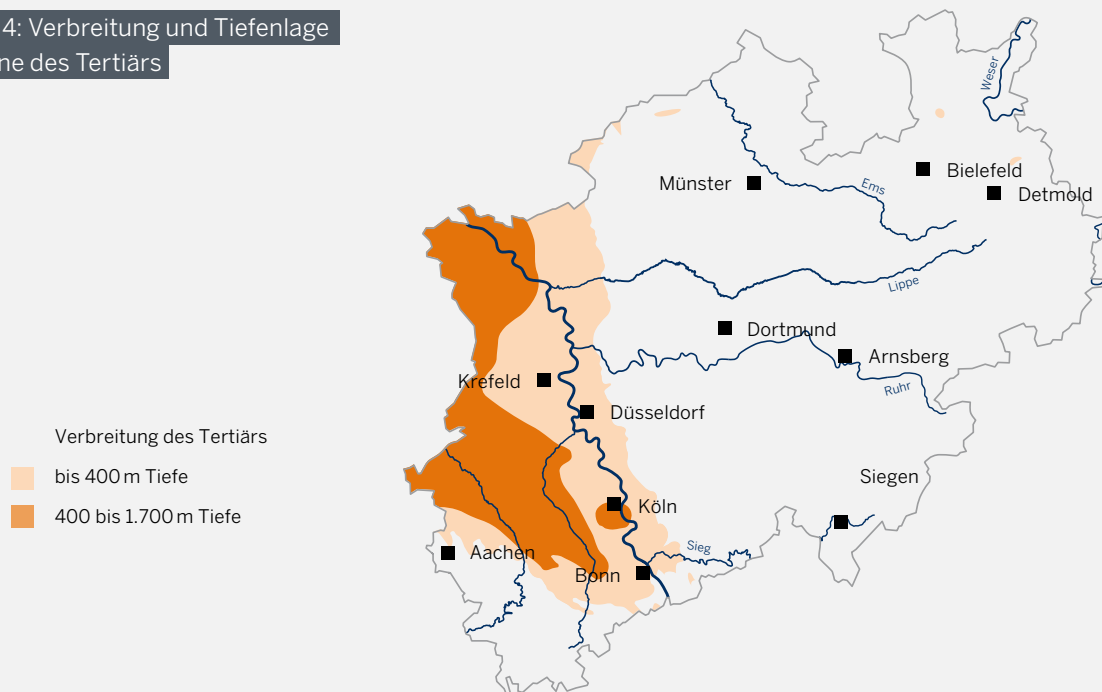 4: Verbreitung und Tiefenlage
ne des Tertiärs
Weser
Bielefeld
Münster
Ems
Detmold
Lippe
Dortmund
Arnsberg
Krefeld
Ruhr
Düsseldorf
Verbreitung des Tertiärs
bis 400 m Tiefe
400 bis 1.700 m Tiefe
Siegen
Köln
Sieg
Aachen
Bonn